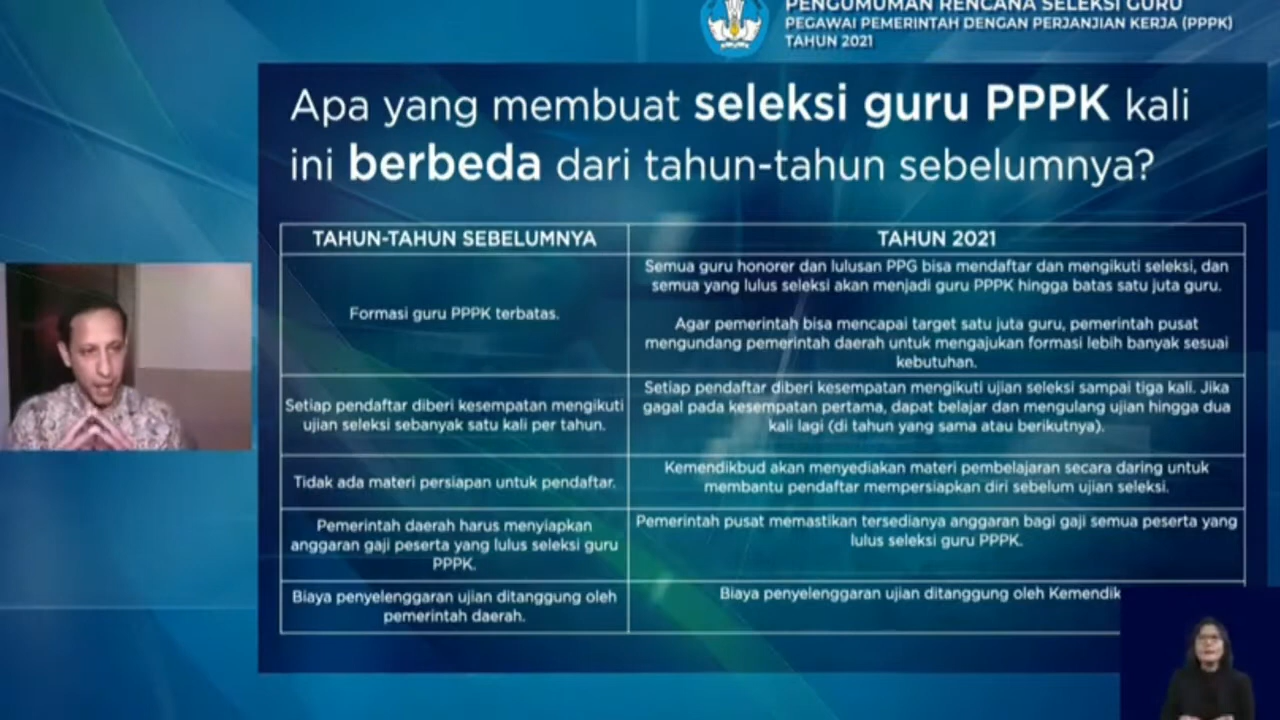 PENGUMUMAN RENCANA SELEKSI GURU
PEGAWAI PEMERINTAH DENGAN PERJANJIAN KERJA (PPPK)
TAHUN 2021
Apa yang membuat seleksi guru PPPK kali
ini berbeda dari tahun-tahun sebelumnya?
TAHUN-TAHUN SEBELUMNYA
TAHUN 2021
Formasi guru PPPK terbatas.
Semua guru honorer dan lulusan PPG bisa mendaftar dan mengikuti seleksi, dan
semua yang lulus seleksi akan menjadi guru PPPK hingga batas satu juta guru.
Agar pemerintah bisa mencapai target satu juta guru, pemerintah pusat
mengundang pemerintah daerah untuk mengajukan formasi lebih banyak sesuai
kebutuhan.
Setiap pendaftar diberi kesempatan mengikuti
ujian seleksi sebanyak satu kali per tahun.
Setiap pendaftar diberi kesempatan mengikuti ujian seleksi sampai tiga kali. Jika
gagal pada kesempatan pertama, dapat belajar dan mengulang ujian hingga dua
kali lagi (di tahun yang sama atau berikutnya).
Tidak ada materi persiapan untuk pendaftar.
Kemendikbud akan menyediakan materi pembelajaran secara daring untuk
membantu pendaftar mempersiapkan diri sebelum ujian seleksi.
Pemerintah daerah harus menyiapkan
anggaran gaji peserta yang lulus seleksi guru
PPPK.
Pemerintah pusat memastikan tersedianya anggaran bagi gaji semua peserta yang
lulus seleksi guru PPPK.
Biaya penyelenggaran ujian ditanggung oleh
pemerintah daerah.
Biaya penyelenggaran ujian ditanggung oleh Kemendik